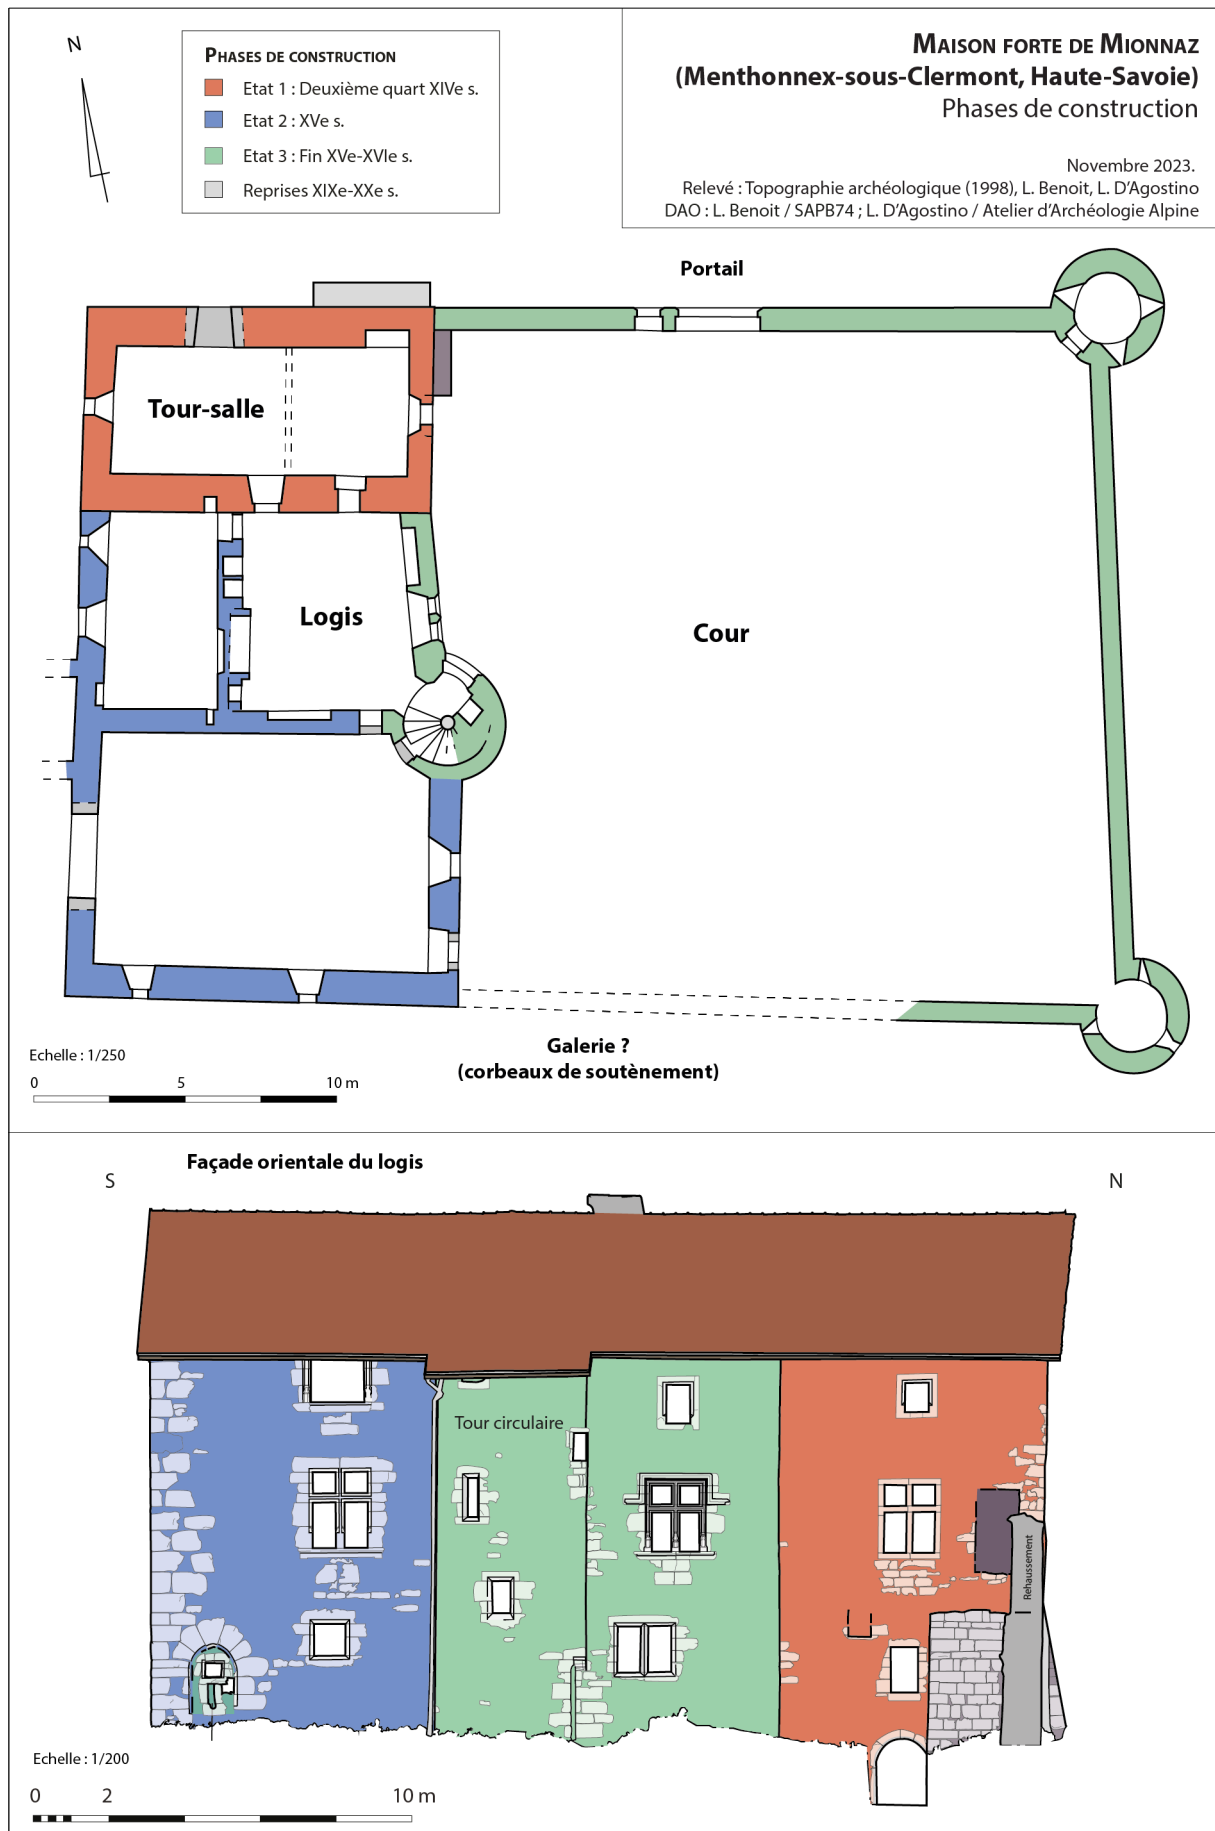 N
PHASES DE CONSTRUCTION
Etat 1 : Deuxième quart XIVe s.
Etat 2 : XVe s.
Etat 3 : Fin XVe-XVIe s.
Reprises XIXe-XXe s.
MAISON FORTE DE MIONNAZ
(Menthonnex-sous-Clermont, Haute-Savoie)
Phases de construction
Novembre 2023.
Relevé : Topographie archéologique (1998), L. Benoit, L. D'Agostino
DAO : L. Benoit / SAPB74 ; L. D'Agostino / Atelier d'Archéologie Alpine
Portail
Tour-salle
Logis
Cour
Galerie ?
(corbeaux de soutènement)
Echelle : 1/250
0 5 10 m
Façade orientale du logis
S
N
Tour circulaire
Rehaussement
Echelle : 1/200
0 2 10 m